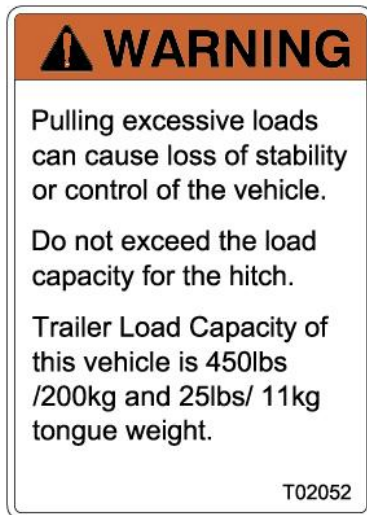 WARNING
Pulling excessive loads
can cause loss of stability
or control of the vehicle.
Do not exceed the load
capacity for the hitch.
Trailer Load Capacity of
this vehicle is 450lbs
/200kg and 25lbs/ 11kg
tongue weight.
T02052